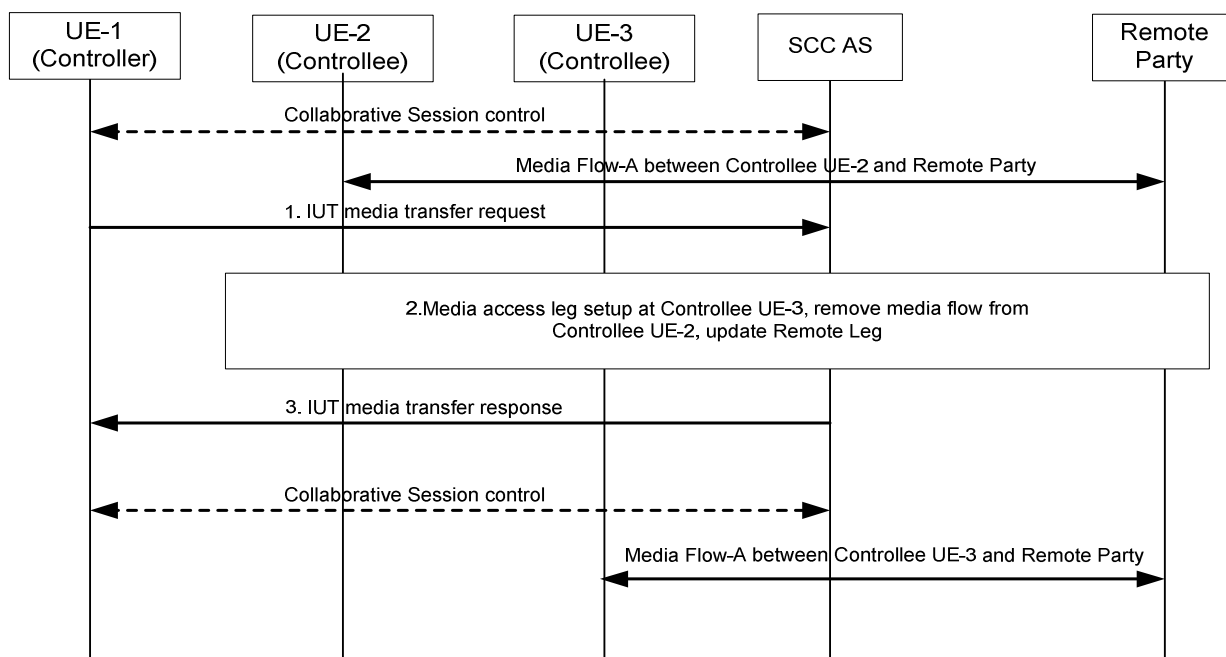 UE-1
(Controller)
UE-2
(Controllee)
UE-3
(Controllee)
SCC AS
Remote
Party
Collaborative Session control
Media Flow-A between Controllee UE-2 and Remote Party
1. IUT media transfer request
2.Media access leg setup at Controllee UE-3, remove media flow from
Controllee UE-2, update Remote Leg
3. IUT media transfer response
Collaborative Session control
Media Flow-A between Controllee UE-3 and Remote Party